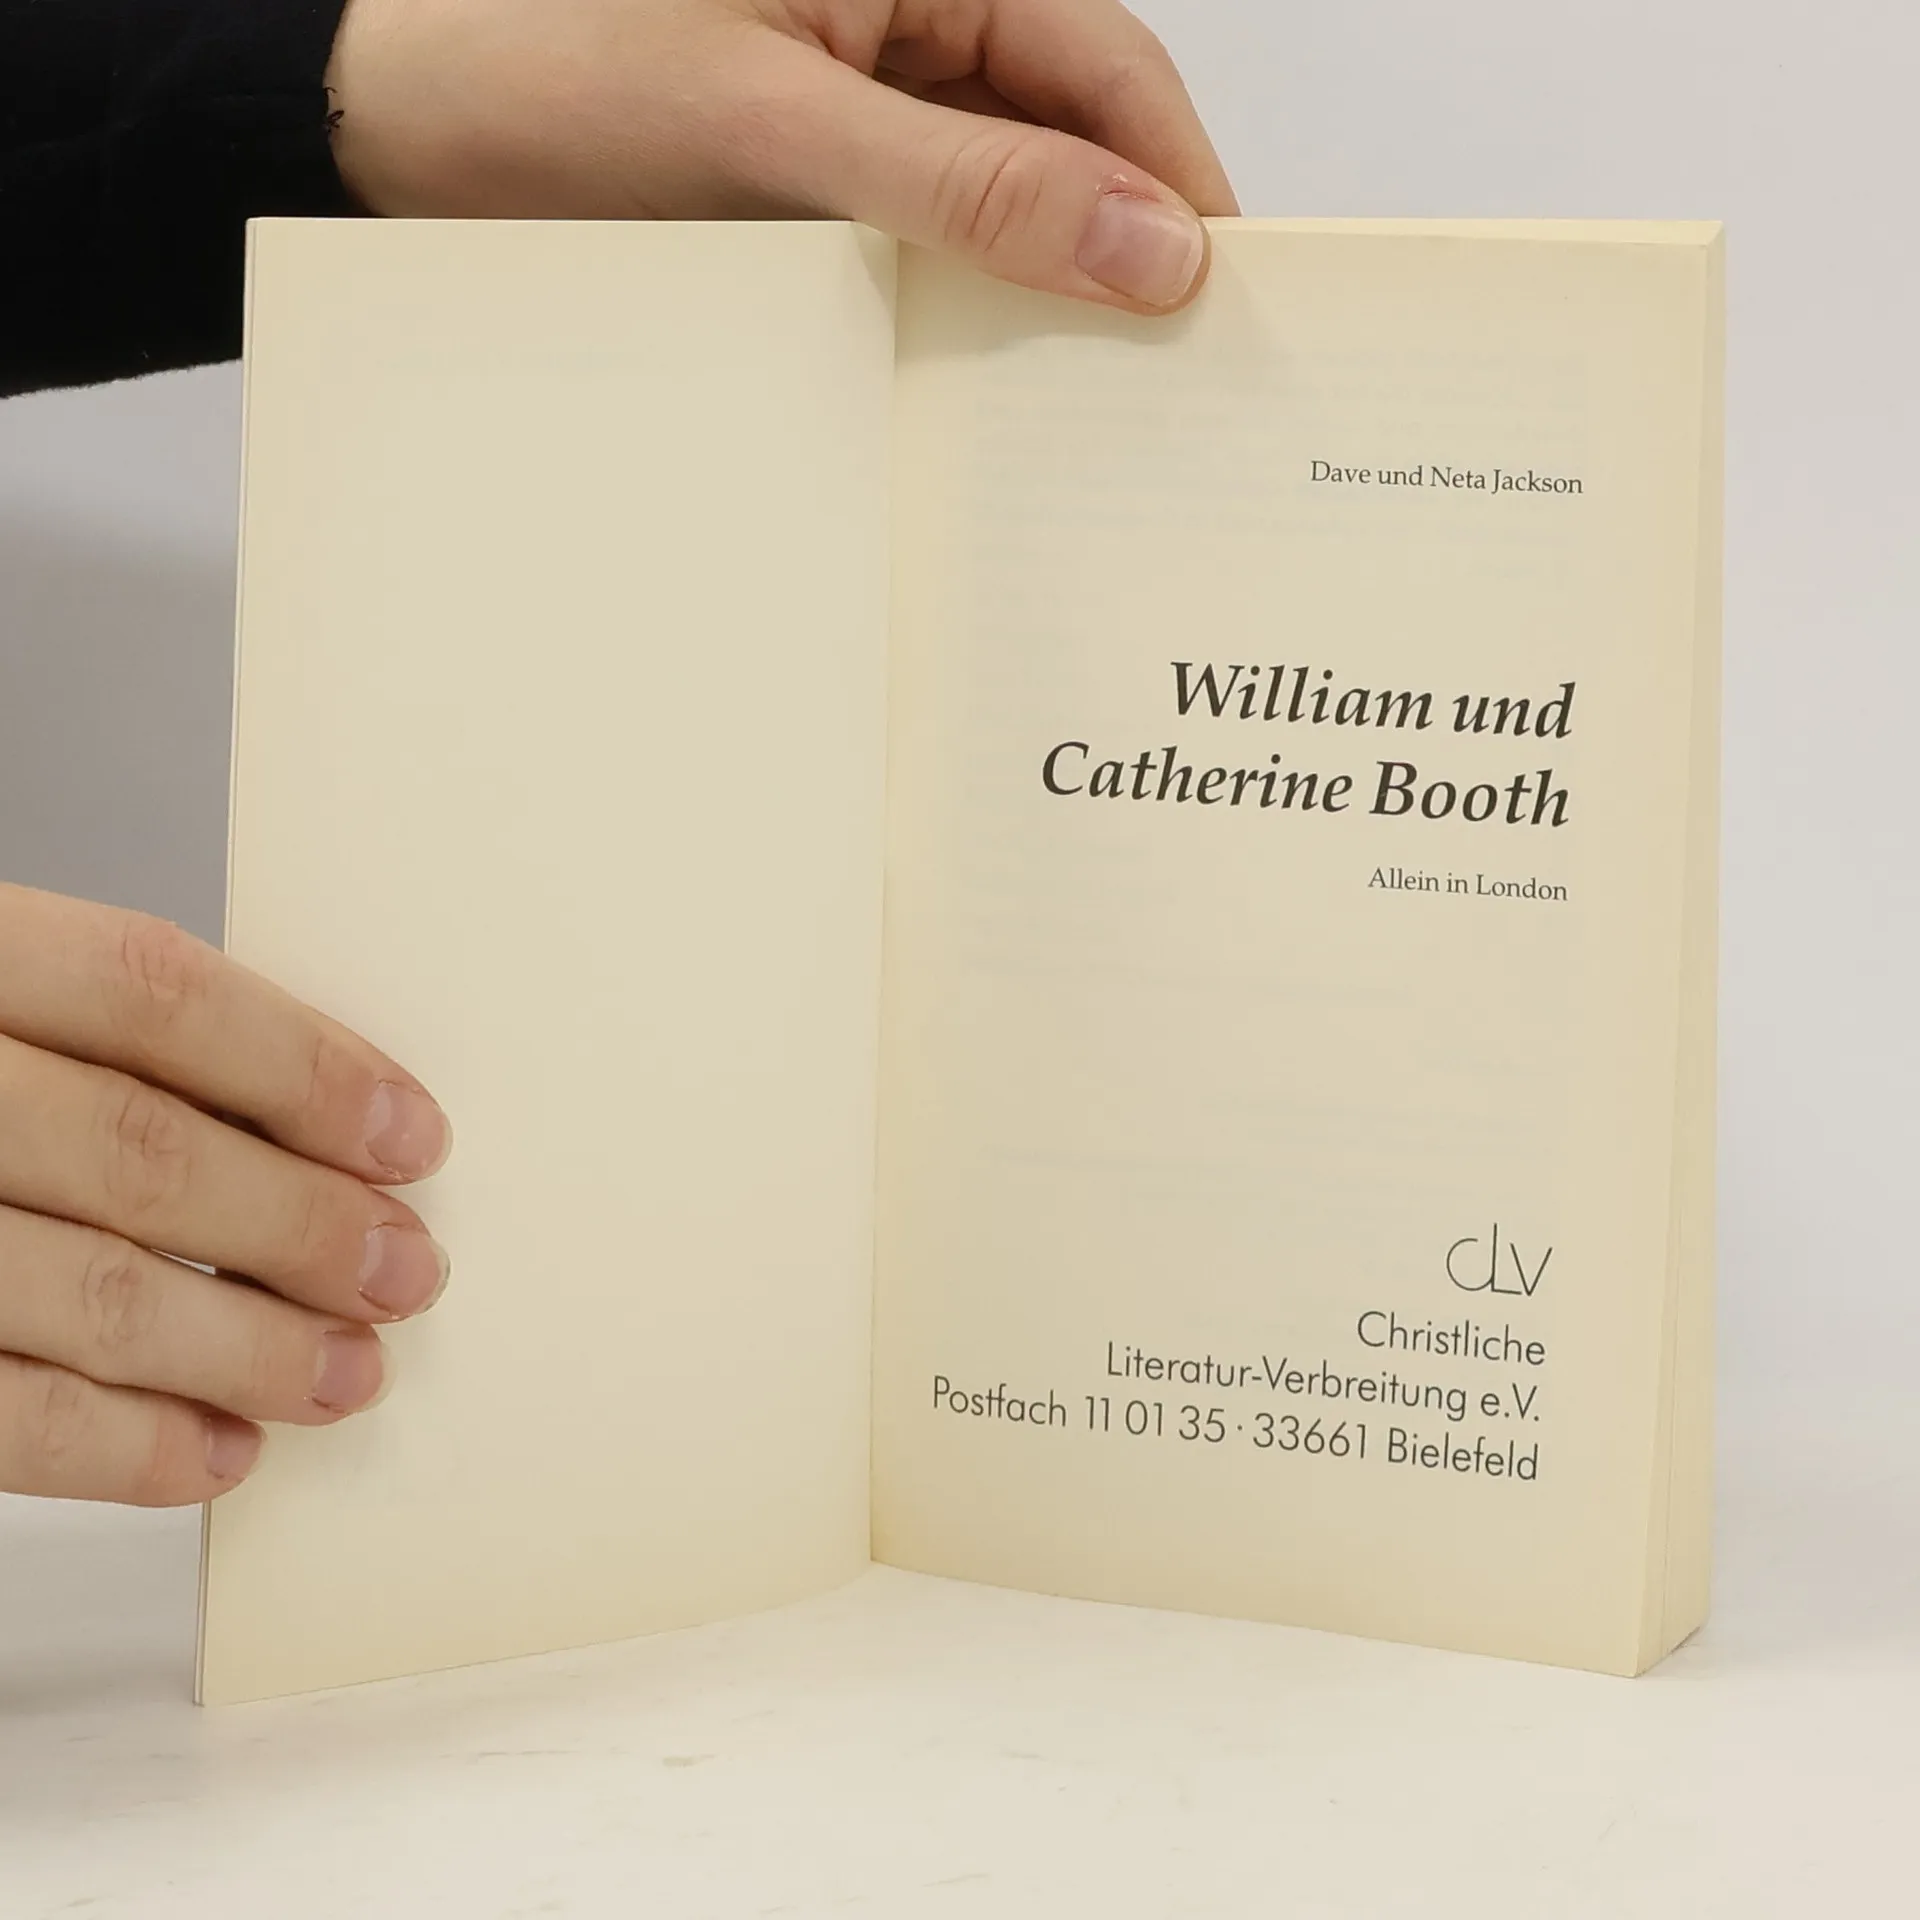 Dave und Neta Jackson
William und
Catherine Booth
Allein in London
clv
Christliche
Literatur-Verbreitung e.V.
Postfach 11 01 35 · 33661 Bielefeld